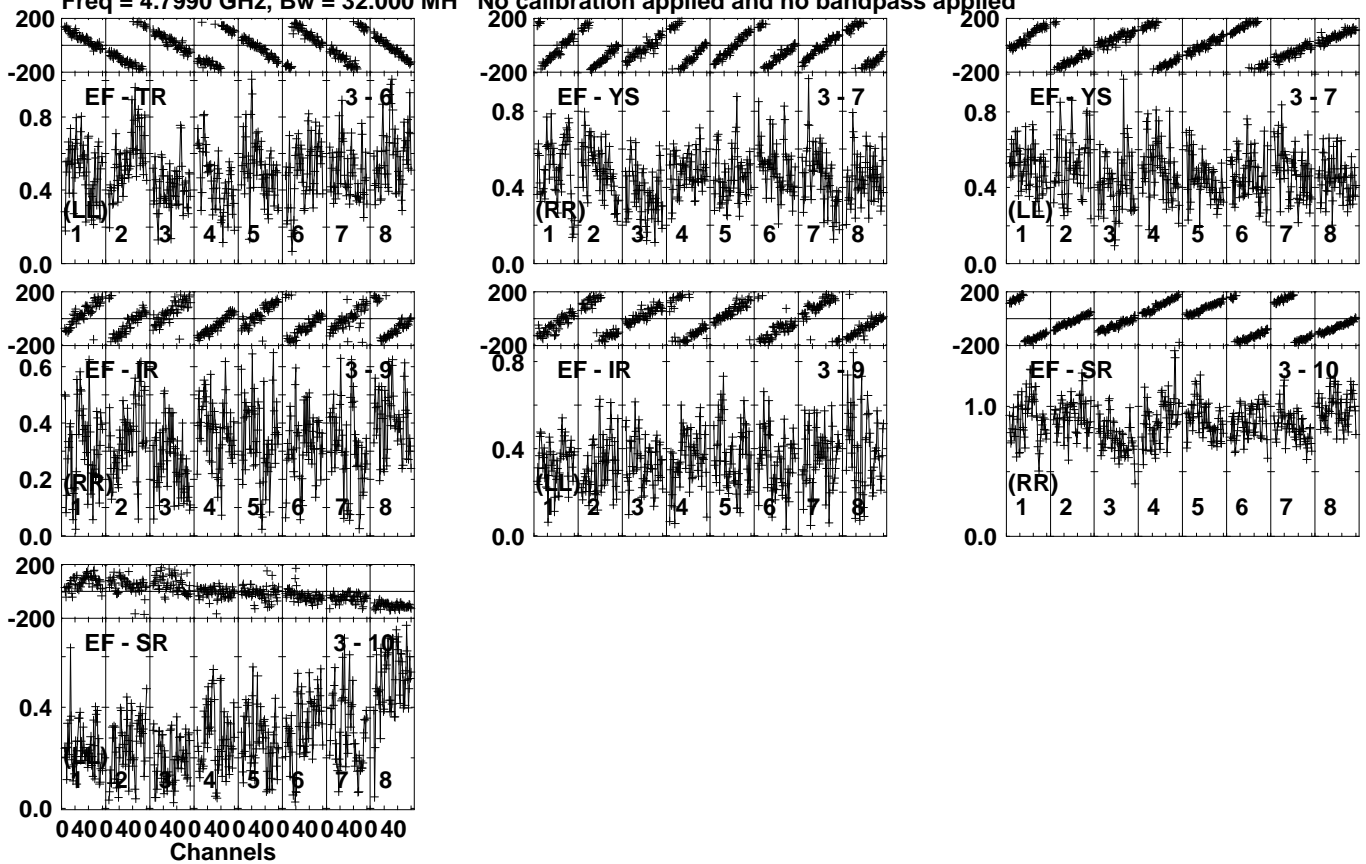 Freq = 4.7990 GHz, Bw = 32.000 MH No calibration applied and no bandpass applied
200
-200
EF - TR 3 - 6
0.8
0.4
0.0
(LL)
1 2 3 4 5 6 7 8
200
-200
EF - YS 3 - 7
0.8
0.4
0.0
(RR)
1 2 3 4 5 6 7 8
200
-200
EF - YS 3 - 7
0.8
0.4
0.0
(LL)
1 2 3 4 5 6 7 8
200
-200
EF - IR 3 - 9
0.6
0.4
0.2
0.0
(RR)
1 2 3 4 5 6 7 8
200
-200
EF - IR 3 - 9
0.8
0.4
0.0
(LL)
1 2 3 4 5 6 7 8
200
-200
EF - SR 3 - 10
1.0
0.0
(RR)
1 2 3 4 5 6 7 8
200
-200
EF - SR 3 - 10
0.4
0.0
(LL)
1 2 3 4 5 6 7 8
0 40 0 40 0 40 0 40 0 40 0 40 0 40 0 40
Channels